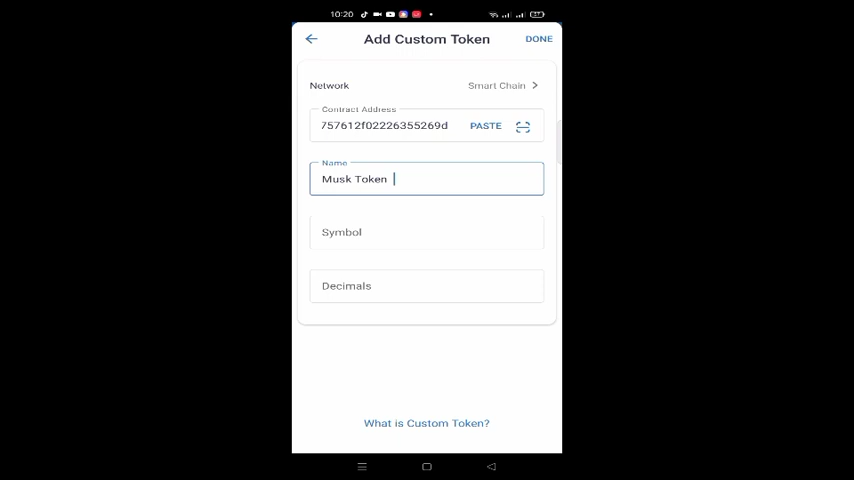 10:20
Add Custom Token
DONE
Network
Smart Chain
Contract Address
757612f02226355269d
PASTE
Name
Musk Token
Symbol
Decimals
What is Custom Token?